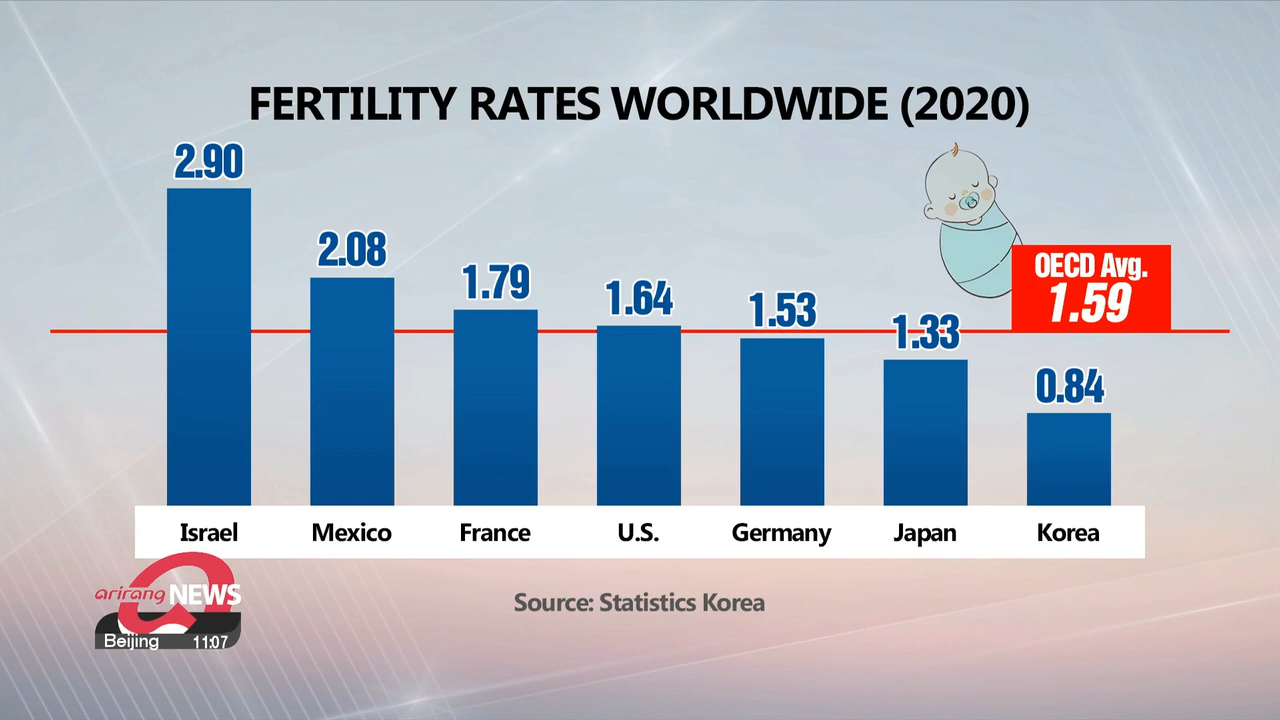 FERTILITY RATES WORLDWIDE (2020)
2.90
2.08
1.79
1.64
1.53
1.33
0.84
OECD Avg.
1.59
Israel
Mexico
France
U.S.
Germany
Japan
Korea
Source: Statistics Korea
arirang NEWS
Beijing 11:07